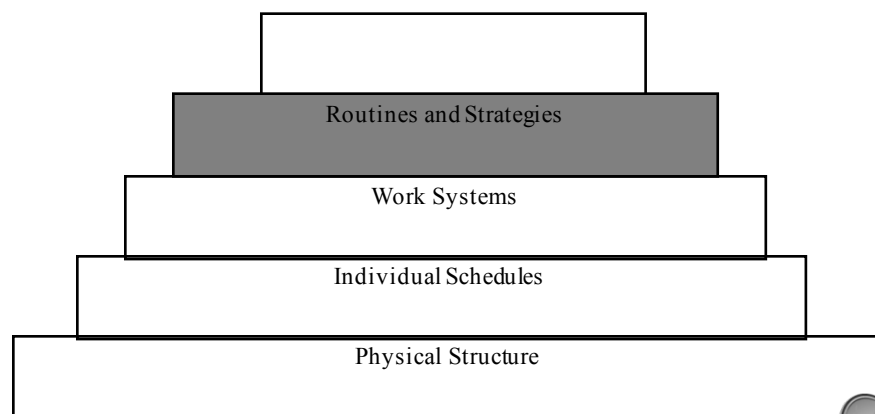 Routines and Strategies
Work Systems
Individual Schedules
Physical Structure